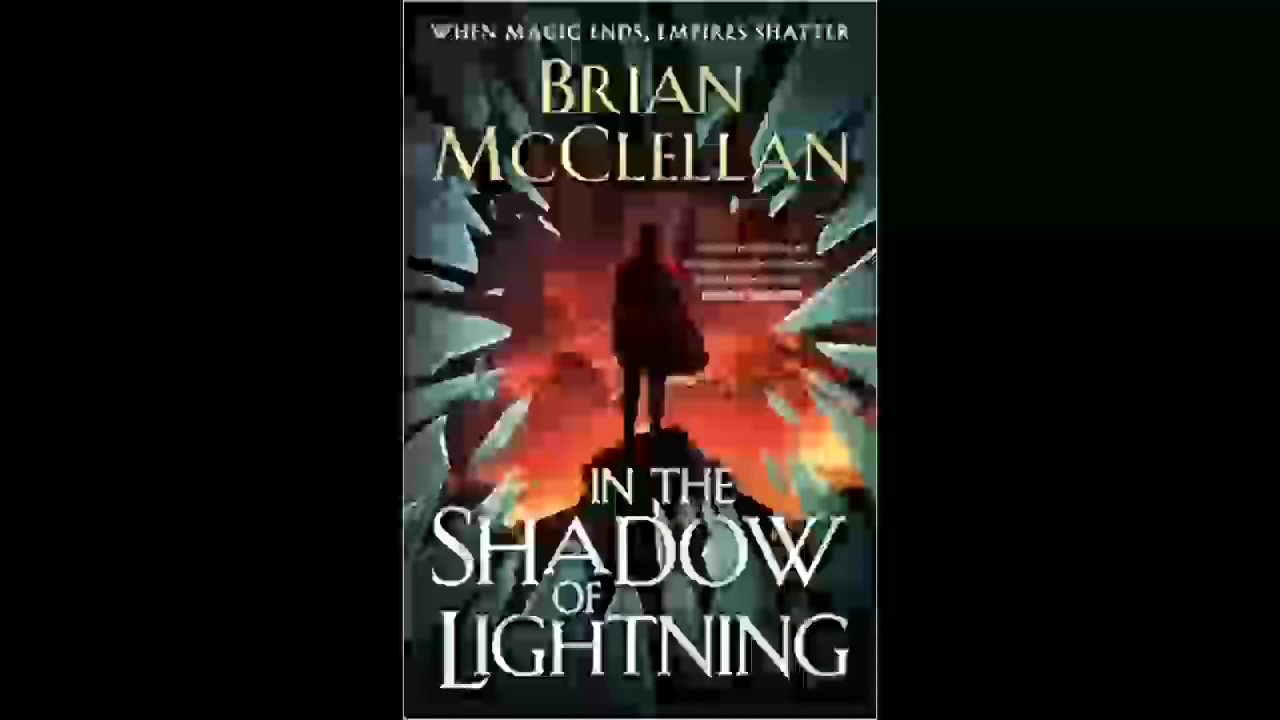 WHEN MAGIC ENDS, EMPIRES SHATTER
BRIAN
MCCLELLAN
IN THE
SHADOW
OF
LIGHTNING